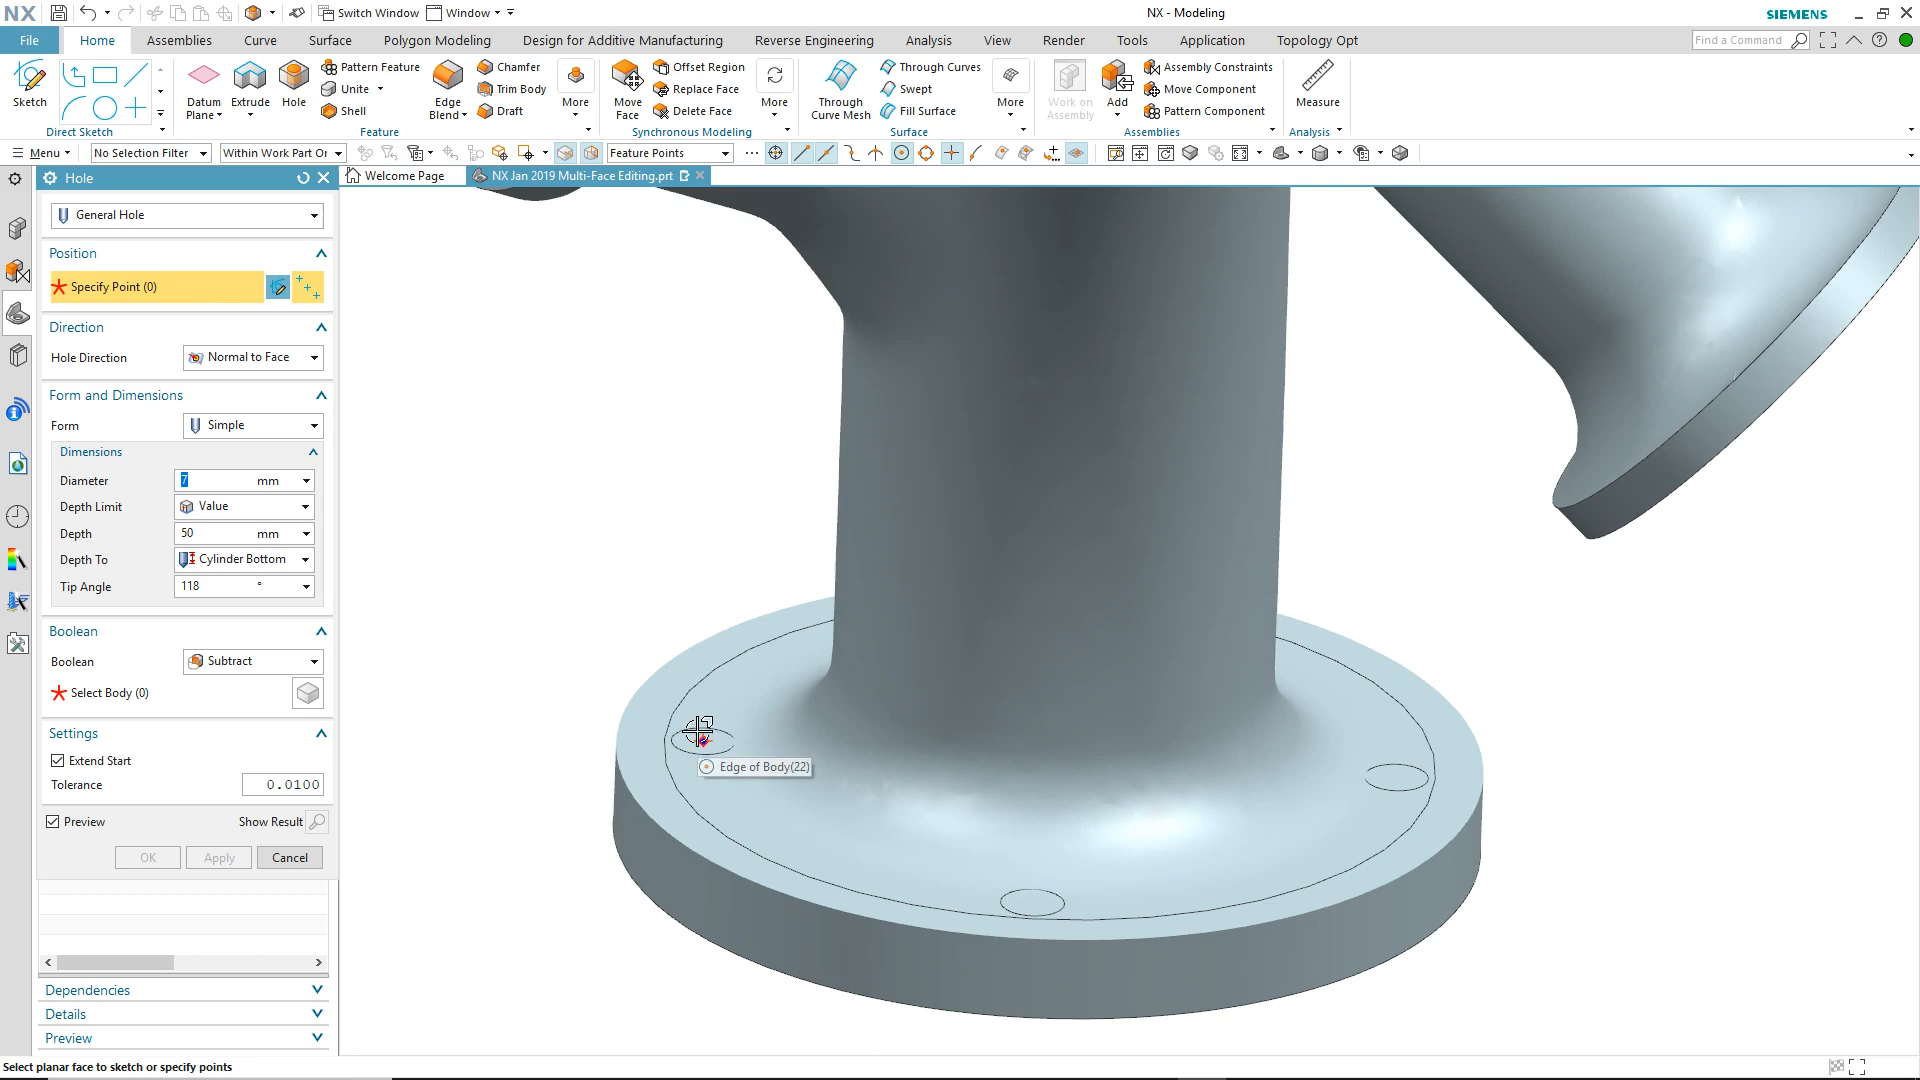 NX
Switch Window
Window
NX - Modeling
SIEMENS
File
Home
Assemblies
Curve
Surface
Polygon Modeling
Design for Additive Manufacturing
Reverse Engineering
Analysis
View
Render
Tools
Application
Topology Opt
Find a Command
Sketch
Direct Sketch
Datum
Plane
Extrude
Hole
Pattern Feature
Unite
Shell
Feature
Edge
Blend
Chamfer
Trim Body
Draft
More
Move
Face
Offset Region
Replace Face
Delete Face
Synchronous Modeling
More
Through
Curve Mesh
Through Curves
Swept
Fill Surface
Surface
More
Work on
Assembly
Add
Assembly Constraints
Move Component
Pattern Component
Assemblies
Measure
Analysis
Menu
No Selection Filter
Within Work Part Or
Feature Points
Hole
Welcome Page
NX Jan 2019 Multi-Face Editing.prt
General Hole
Position
Specify Point (0)
Direction
Hole Direction
Normal to Face
Form and Dimensions
Form
Simple
Dimensions
Diameter
7
mm
Depth Limit
Value
Depth
50
mm
Depth To
Cylinder Bottom
Tip Angle
118
°
Boolean
Boolean
Subtract
Select Body (0)
Settings
Extend Start
Tolerance
0.0100
Preview
Show Result
OK
Apply
Cancel
Dependencies
Details
Preview
Edge of Body(22)
Select planar face to sketch or specify points